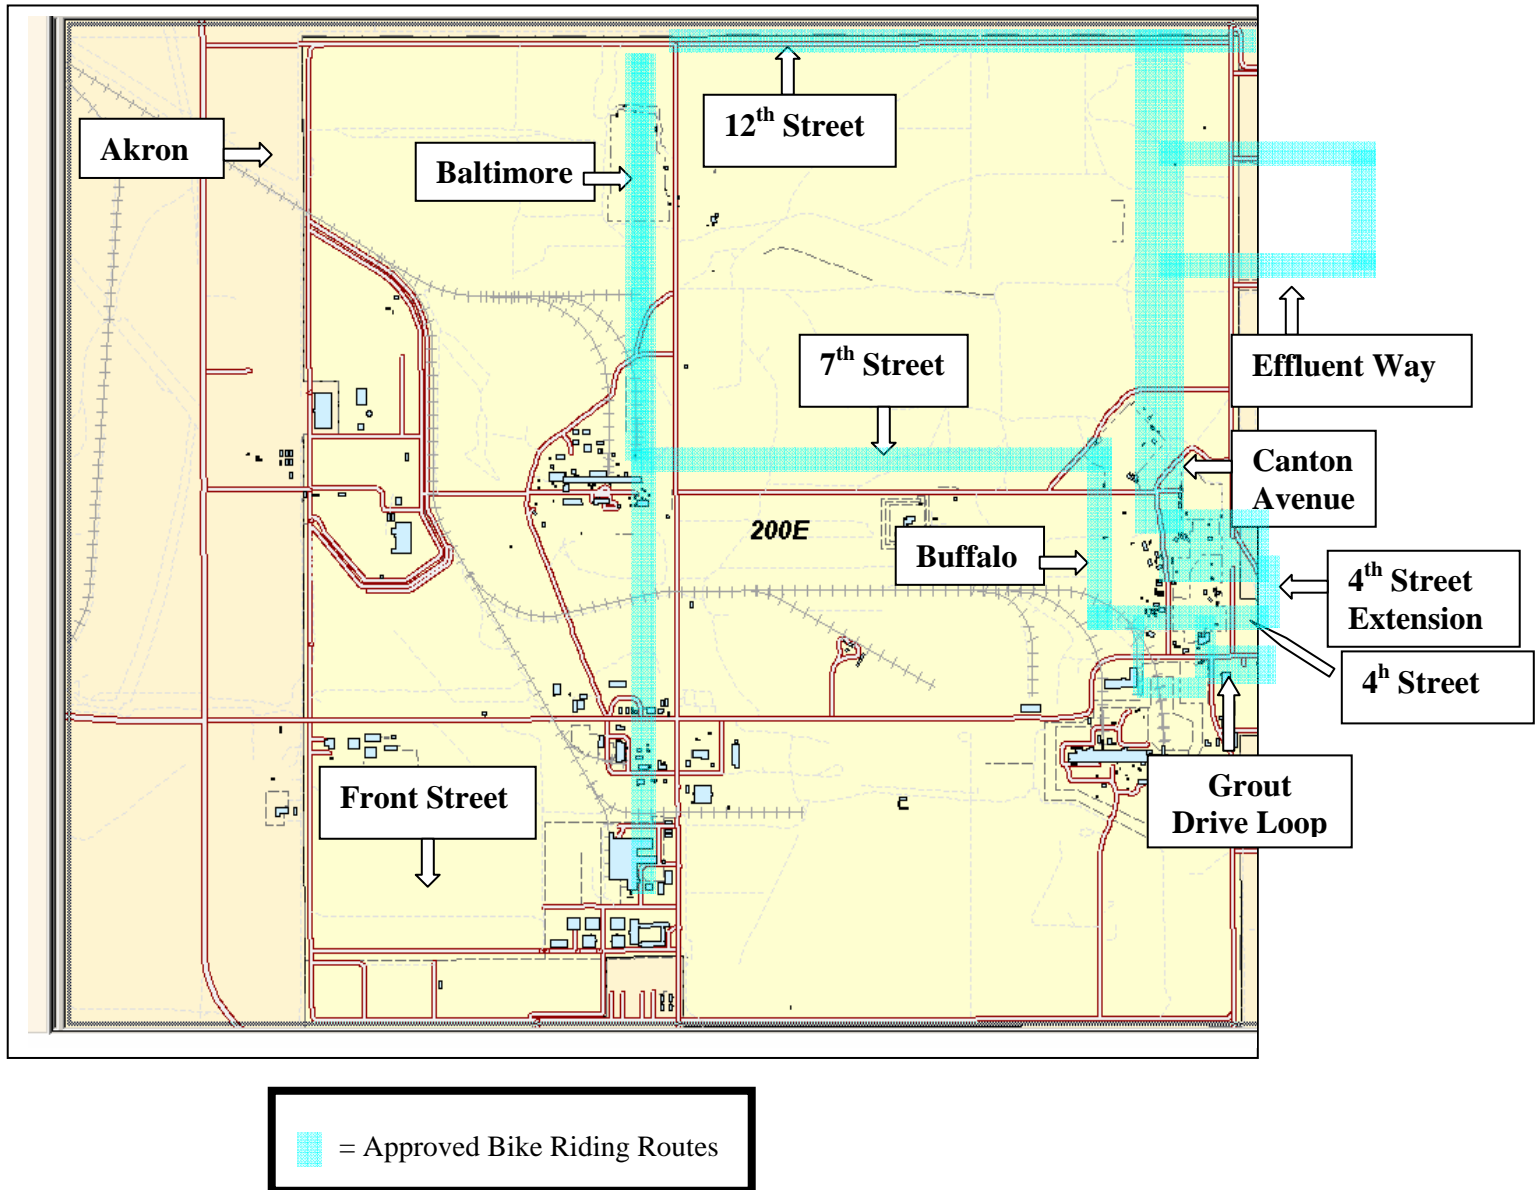 12th Street
Akron
Baltimore
7th Street
Effluent Way
Canton
Avenue
200E
Buffalo
4th Street
Extension
4h Street
Front Street
Grout
Drive Loop
= Approved Bike Riding Routes